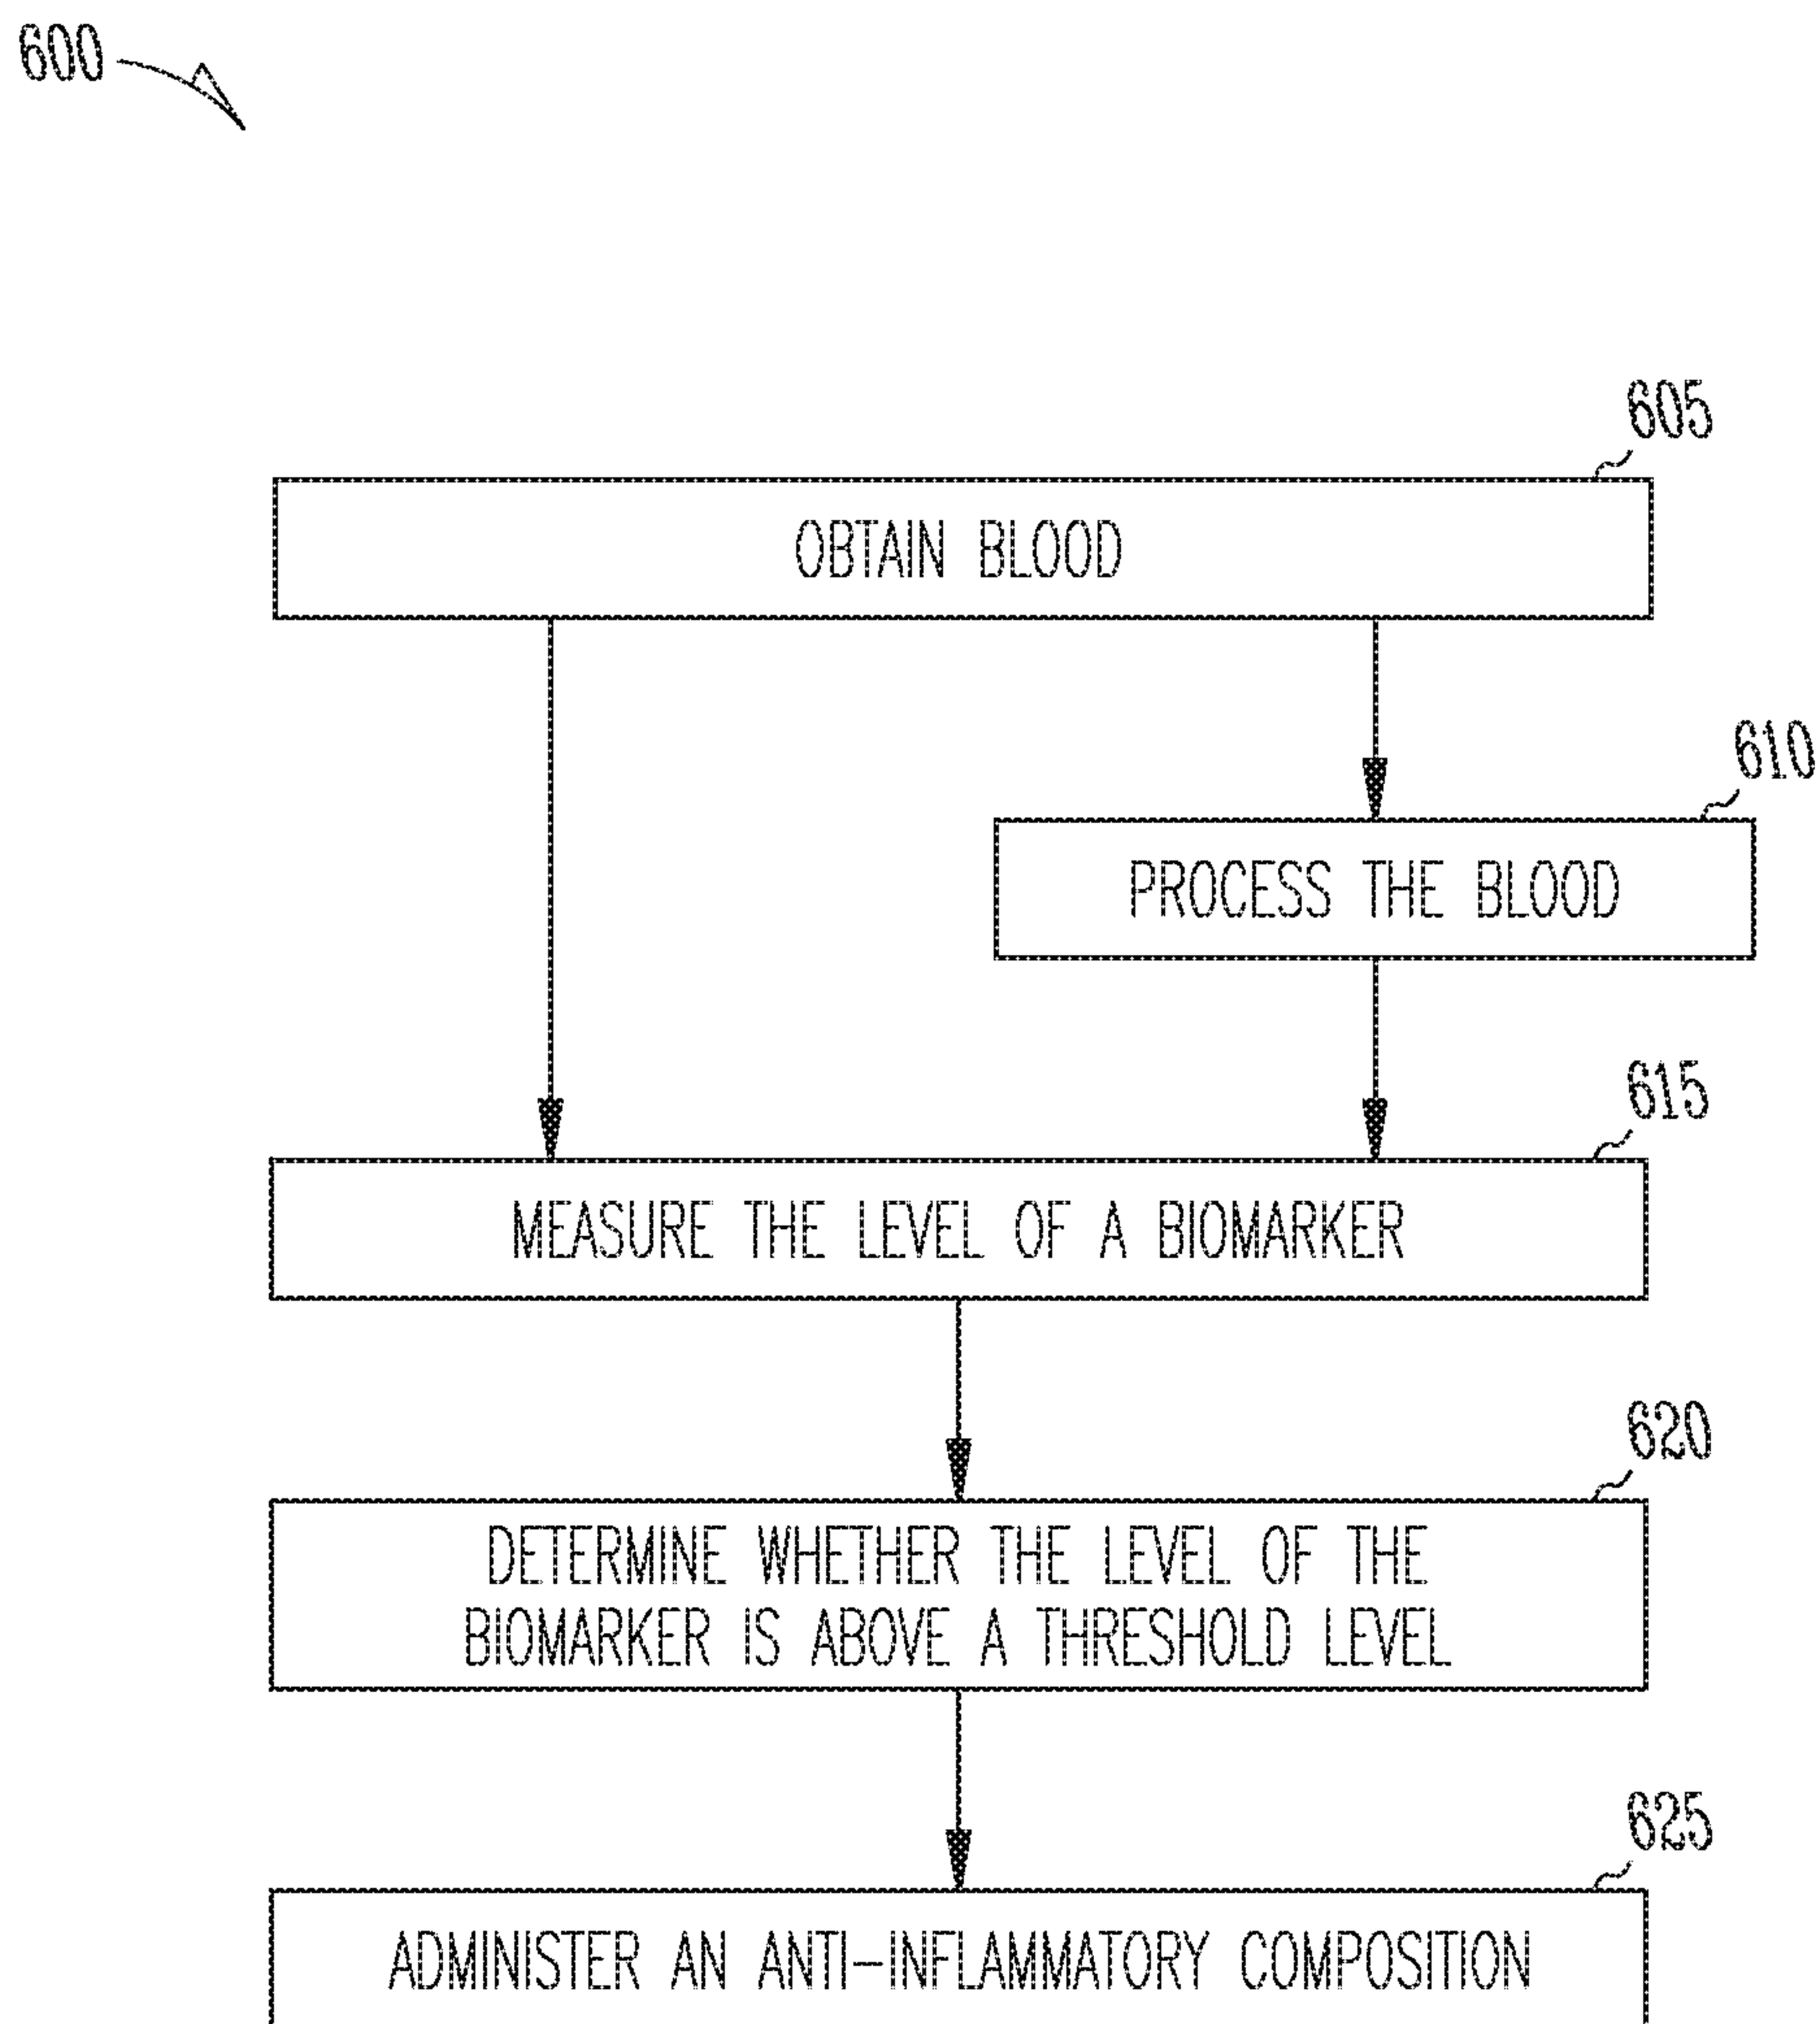 600
605
OBTAIN BLOOD
610
PROCESS THE BLOOD
615
MEASURE THE LEVEL OF A BIOMARKER
620
DETERMINE WHETHER THE LEVEL OF THE
BIOMARKER IS ABOVE A THRESHOLD LEVEL
625
ADMINISTER AN ANTI-INFLAMMATORY COMPOSITION